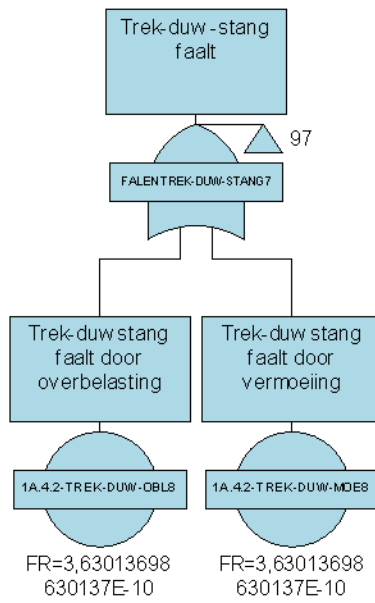 Trek-duw-stang
faalt
97
FALENTREK-DUW-STANG7
Trek-duw stang
faalt door
overbelasting
Trek-duw stang
faalt door
vermoeiing
1A.4.2-TREK-DUW-OBL8
1A.4.2-TREK-DUW-MOE8
FR=3,63013698
630137E-10
FR=3,63013698
630137E-10